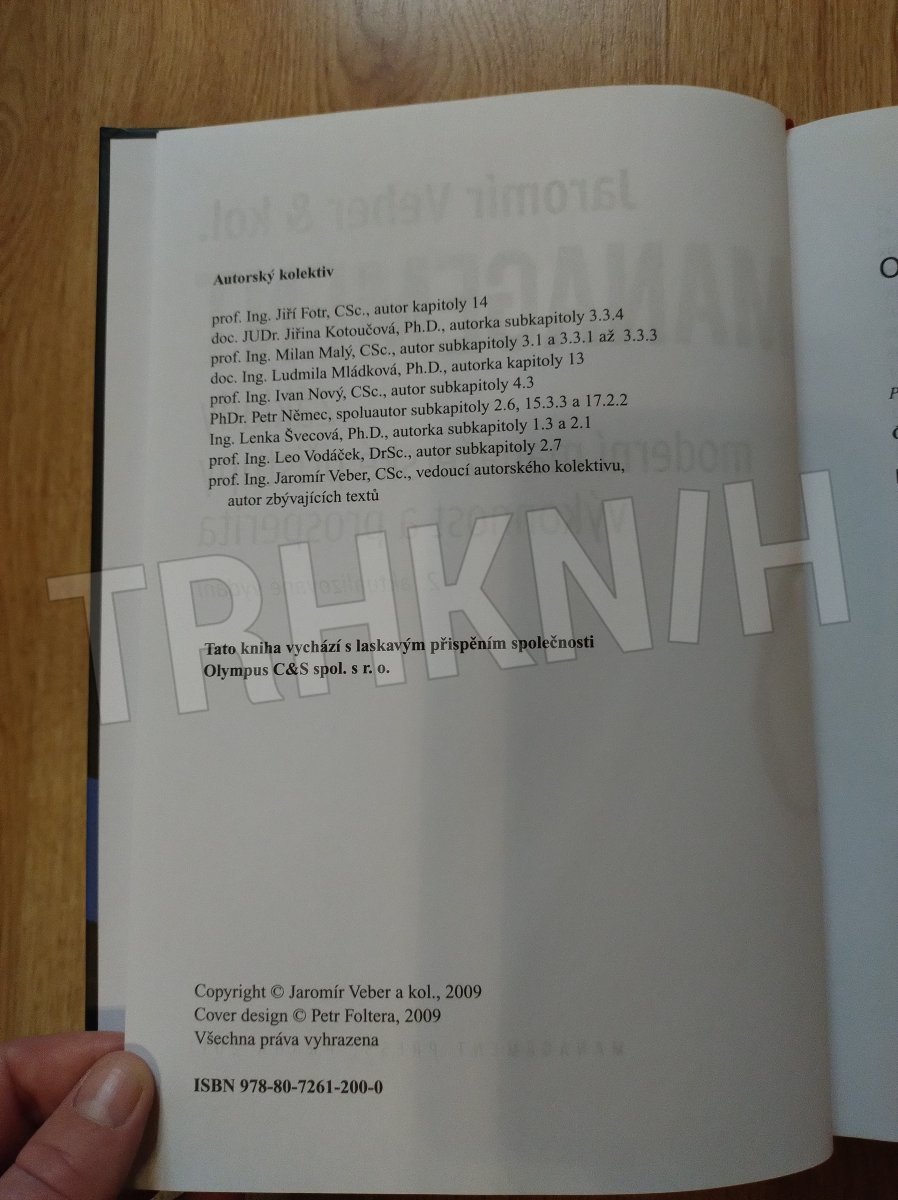 Autorský kolektiv
prof. Ing. Jiří Fotr, CSc., autor kapitoly 14
doc. JUDr. Jiřina Kotoučová, Ph.D., autorka subkapitoly 3.3.4
prof. Ing. Milan Malý, CSc., autor subkapitoly 3.1 a 3.3.1 až 3.3.3
doc. Ing. Ludmila Mládková, Ph.D., autorka kapitoly 13
prof. Ing. Ivan Nový, CSc., autor subkapitoly 4.3
PhDr. Petr Němec, spoluautor subkapitoly 2.6, 15.3.3 a 17.2.2
Ing. Lenka Švecová, Ph.D., autorka subkapitoly 1.3 a 2.1
prof. Ing. Leo Vodáček, DrSc., autor subkapitoly 2.7
prof. Ing. Jaromír Veber, CSc., vedoucí autorského kolektivu,
autor zbývajících textů
TRHKNIH
Tato kniha vychází s laskavým přispěním společnosti
Olympus C&S spol. s r. o.
Copyright © Jaromír Veber a kol., 2009
Cover design © Petr Foltera, 2009
Všechna práva vyhrazena
ISBN 978-80-7261-200-0